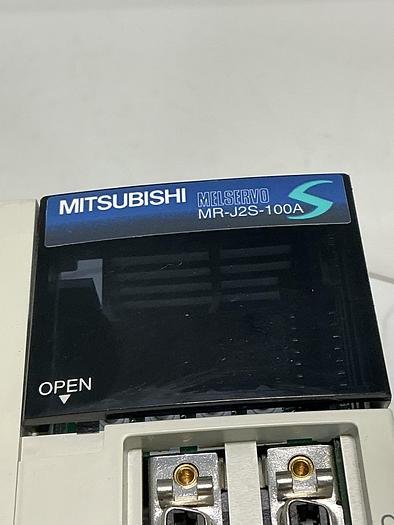 MITSUBISHI MELSERVO
MR-J2S-100A S
OPEN